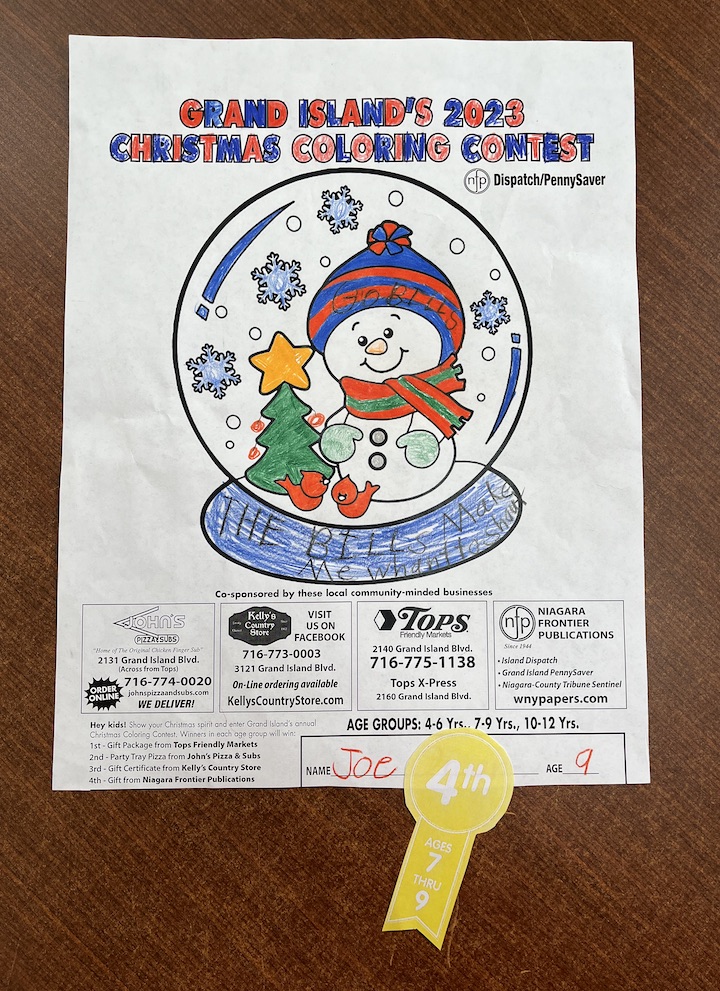 GRAND ISLAND'S 2023
CHRISTMAS COLORING CONTEST
nfp Dispatch/PennySaver
GO BILLS
THE BILLS Make
Me whant to shout
Co-sponsored by these local community-minded businesses
JOHN'S
PIZZA & SUBS
"Home of The Original Chicken Finger Sub"
2131 Grand Island Blvd.
(Across from Tops)
ORDER
ONLINE
716-774-0020
johnspizzaandsubs.com
WE DELIVER!
Kelly's
Country
Store
VISIT
US ON
FACEBOOK
716-773-0003
3121 Grand Island Blvd.
On-Line ordering available
KellysCountryStore.com
TOPS
Friendly Markets
2140 Grand Island Blvd.
716-775-1138
Tops X-Press
2160 Grand Island Blvd.
nfp
Since 1944
NIAGARA
FRONTIER
PUBLICATIONS
• Island Dispatch
• Grand Island PennySaver
• Niagara-County Tribune Sentinel
wnypapers.com
Hey kids! Show your Christmas spirit and enter Grand Island's annual
Christmas Coloring Contest. Winners in each age group will win:
1st - Gift Package from Tops Friendly Markets
2nd - Party Tray Pizza from John's Pizza & Subs
3rd - Gift Certificate from Kelly's Country Store
4th - Gift from Niagara Frontier Publications
AGE GROUPS: 4-6 Yrs., 7-9 Yrs., 10-12 Yrs.
NAME Joe AGE 9
4th
AGES
7
THRU
9